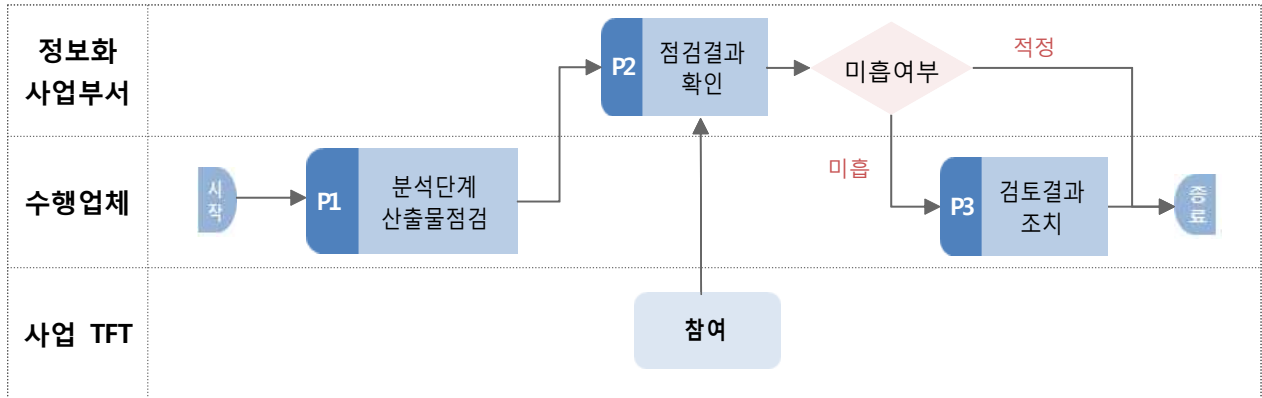 정보화
사업부서
P2
점검결과
확인
미흡여부
적정
수행업체
시
작
P1
분석단계
산출물점검
미흡
P3
검토결과
조치
종
료
사업 TFT
참여